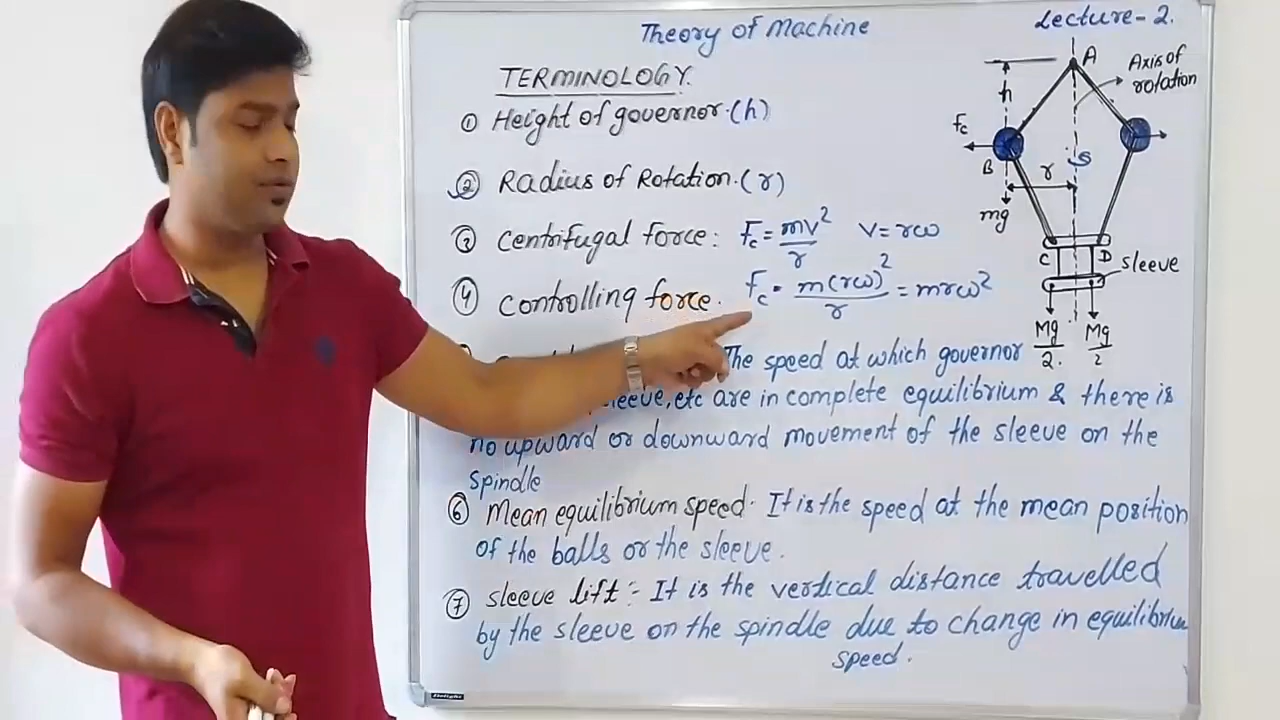 Theory of Machine
Lecture-2.
TERMINOLOGY.
① Height of governor.(h)
② Radius of Rotation.(r)
③ Centrifugal force: Fc = mv²/r v = rω
④ Controlling force. Fc = m(rω)²/r = mrω²
The speed at which governor
sleeve, etc are in complete equilibrium & there is
no upward or downward movement of the sleeve on the
spindle
⑥ Mean equilibrium speed. It is the speed at the mean position
of the balls or the sleeve.
⑦ sleeve lift:- It is the vertical distance travelled
by the sleeve on the spindle due to change in equilibrium
speed.
A
Axis of
rotation
h
Fc
B
r
mg
C
D
sleeve
Mg/2.
Mg/2
Delight